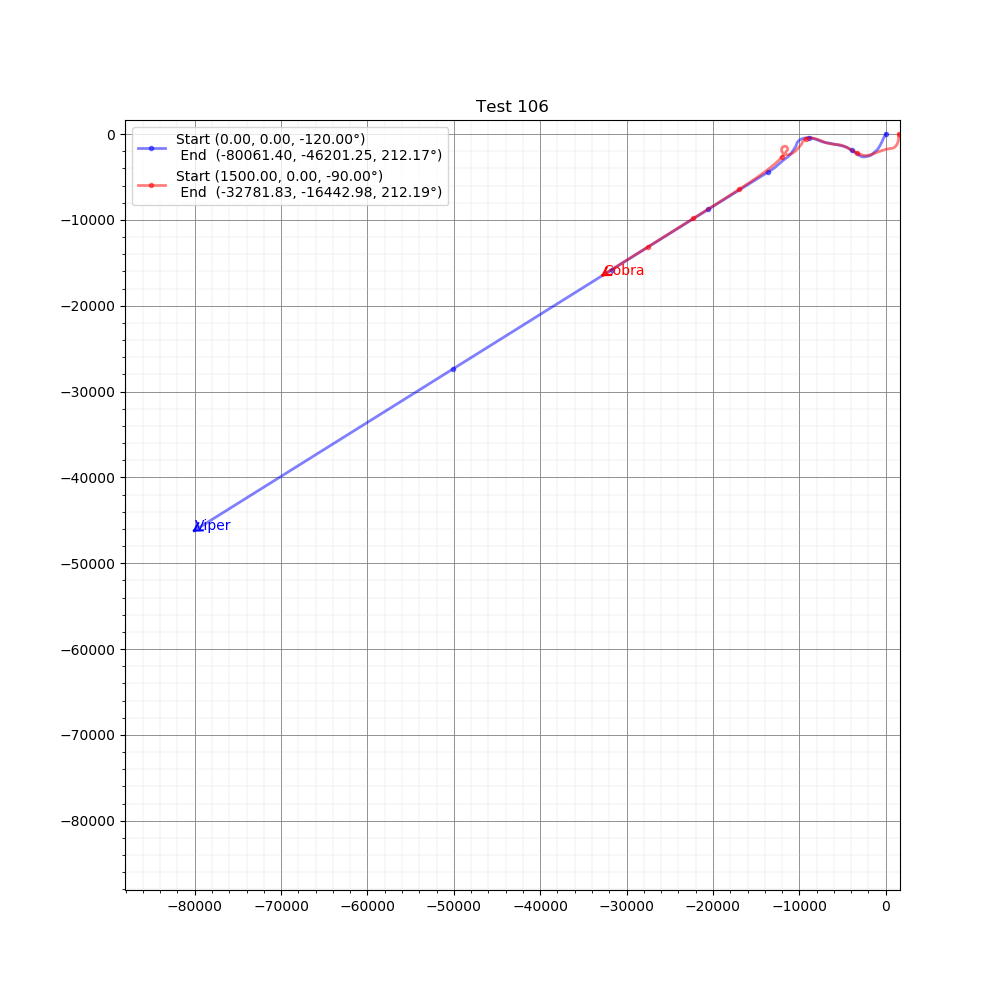 Test 106
Start (0.00, 0.00, -120.00°)
End  (-80061.40, -46201.25, 212.17°)
Start (1500.00, 0.00, -90.00°)
End  (-32781.83, -16442.98, 212.19°)
0
−10000
−20000
−30000
−40000
−50000
−60000
−70000
−80000
Cobra
Viper
−80000 −70000 −60000 −50000 −40000 −30000 −20000 −10000 0